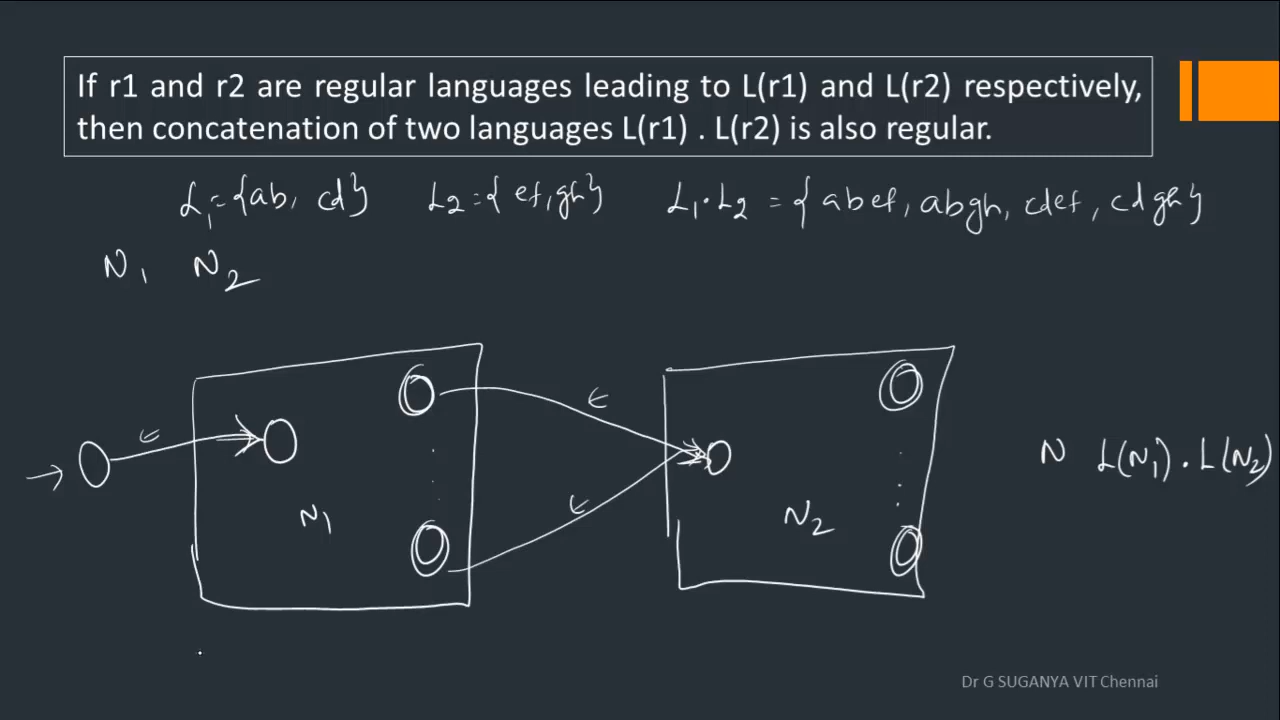 If r1 and r2 are regular languages leading to L(r1) and L(r2) respectively,
then concatenation of two languages L(r1) . L(r2) is also regular.
L₁={ab, cd} L₂={ef,gh} L₁.L₂ = {abef, abgh, cdef, cdgh}
N₁ N₂
ϵ ϵ
ϵ
N₁ N₂ N L(N₁).L(N₂)
Dr G SUGANYA VIT Chennai